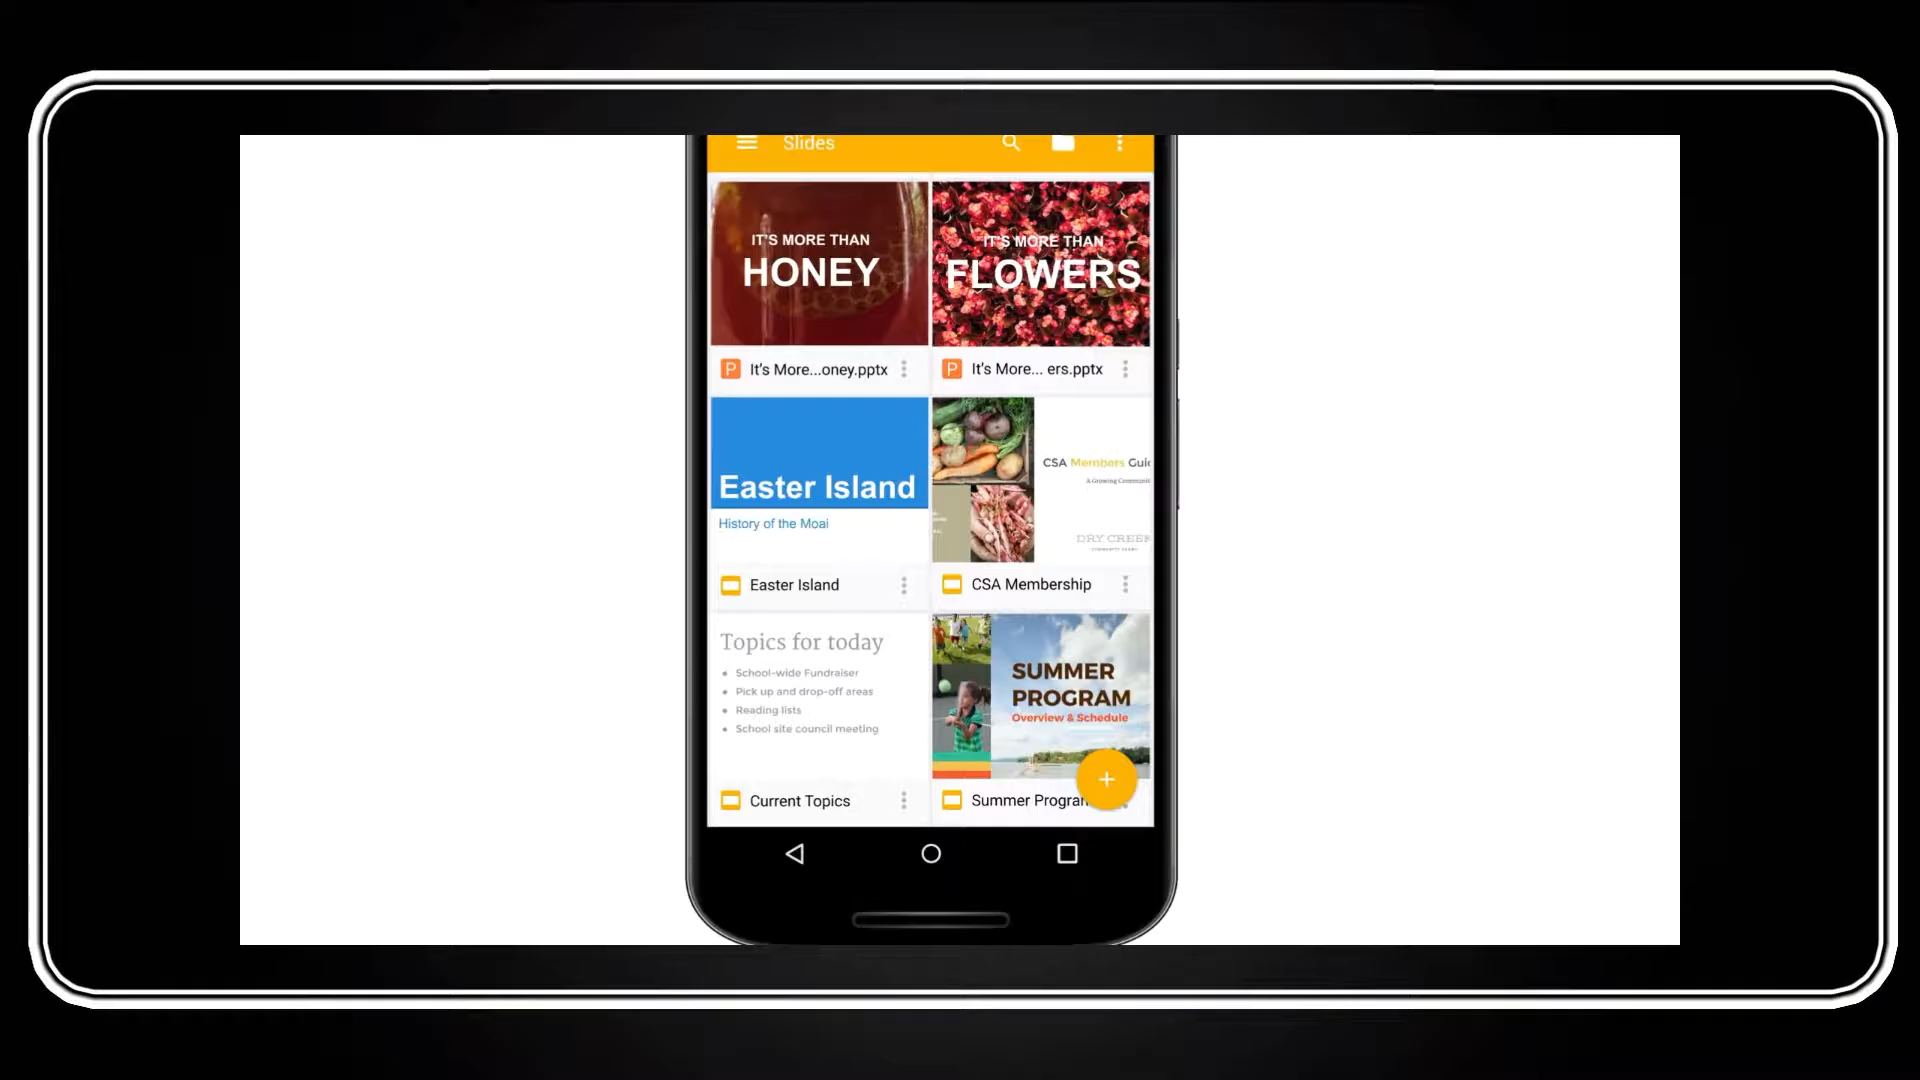 Slides
IT'S MORE THAN
HONEY
IT'S MORE THAN
FLOWERS
P It's More...oney.pptx
P It's More... ers.pptx
Easter Island
History of the Moai
CSA Members
A Growing
DRY CREEK
Easter Island
CSA Membership
Topics for today
• School-wide Fundraiser
• Pick up and drop-off areas
• Reading lists
• School site council meeting
SUMMER
PROGRAM
Overview & Schedule
Current Topics
Summer